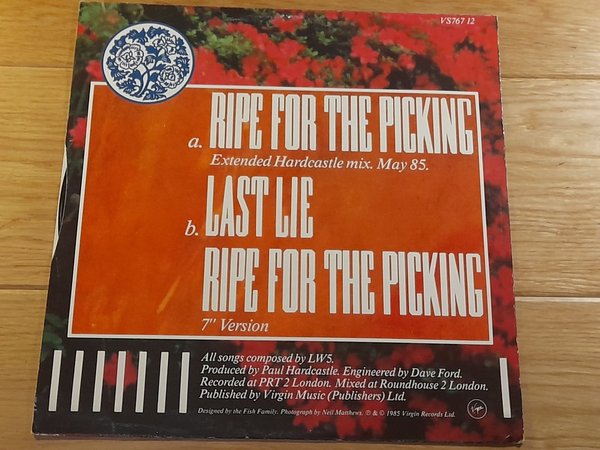 VS767 12
a. RIPE FOR THE PICKING
Extended Hardcastle mix. May 85.
b. LAST LIE
RIPE FOR THE PICKING
7" Version
All songs composed by LW5.
Produced by Paul Hardcastle. Engineered by Dave Ford.
Recorded at PRT 2 London. Mixed at Roundhouse 2 London.
Published by Virgin Music (Publishers) Ltd.
Designed by the Fish Family. Photograph by Neil Matthews. ℗ & © 1985 Virgin Records Ltd.
Virgin